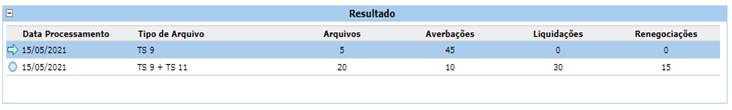 Resultado
Data Processamento Tipo de Arquivo Arquivos Averbações Liquidações Renegociações
15/05/2021 TS 9 5 45 0 0
15/05/2021 TS 9 + TS 11 20 10 30 15